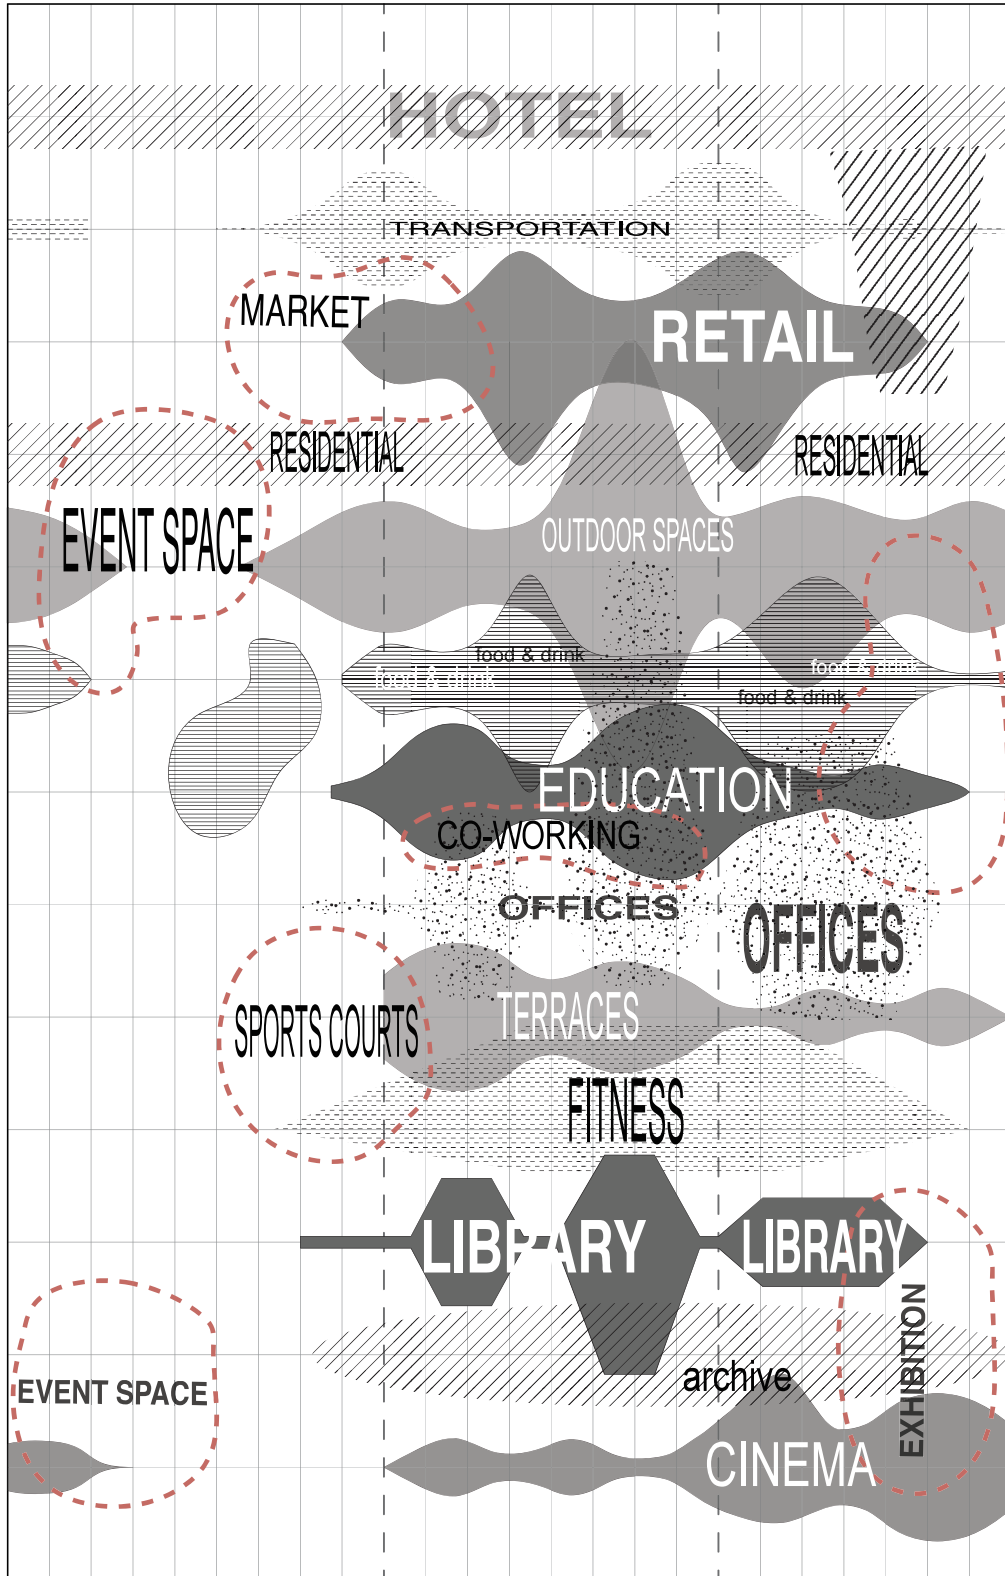 HOTEL
TRANSPORTATION
MARKET
RETAIL
RESIDENTIAL
RESIDENTIAL
EVENT SPACE
OUTDOOR SPACES
food & drink
food & drink
food & drink
food & drink
EDUCATION
CO-WORKING
OFFICES
OFFICES
TERRACES
SPORTS COURTS
FITNESS
LIBRARY
LIBRARY
EXHIBITION
archive
EVENT SPACE
CINEMA